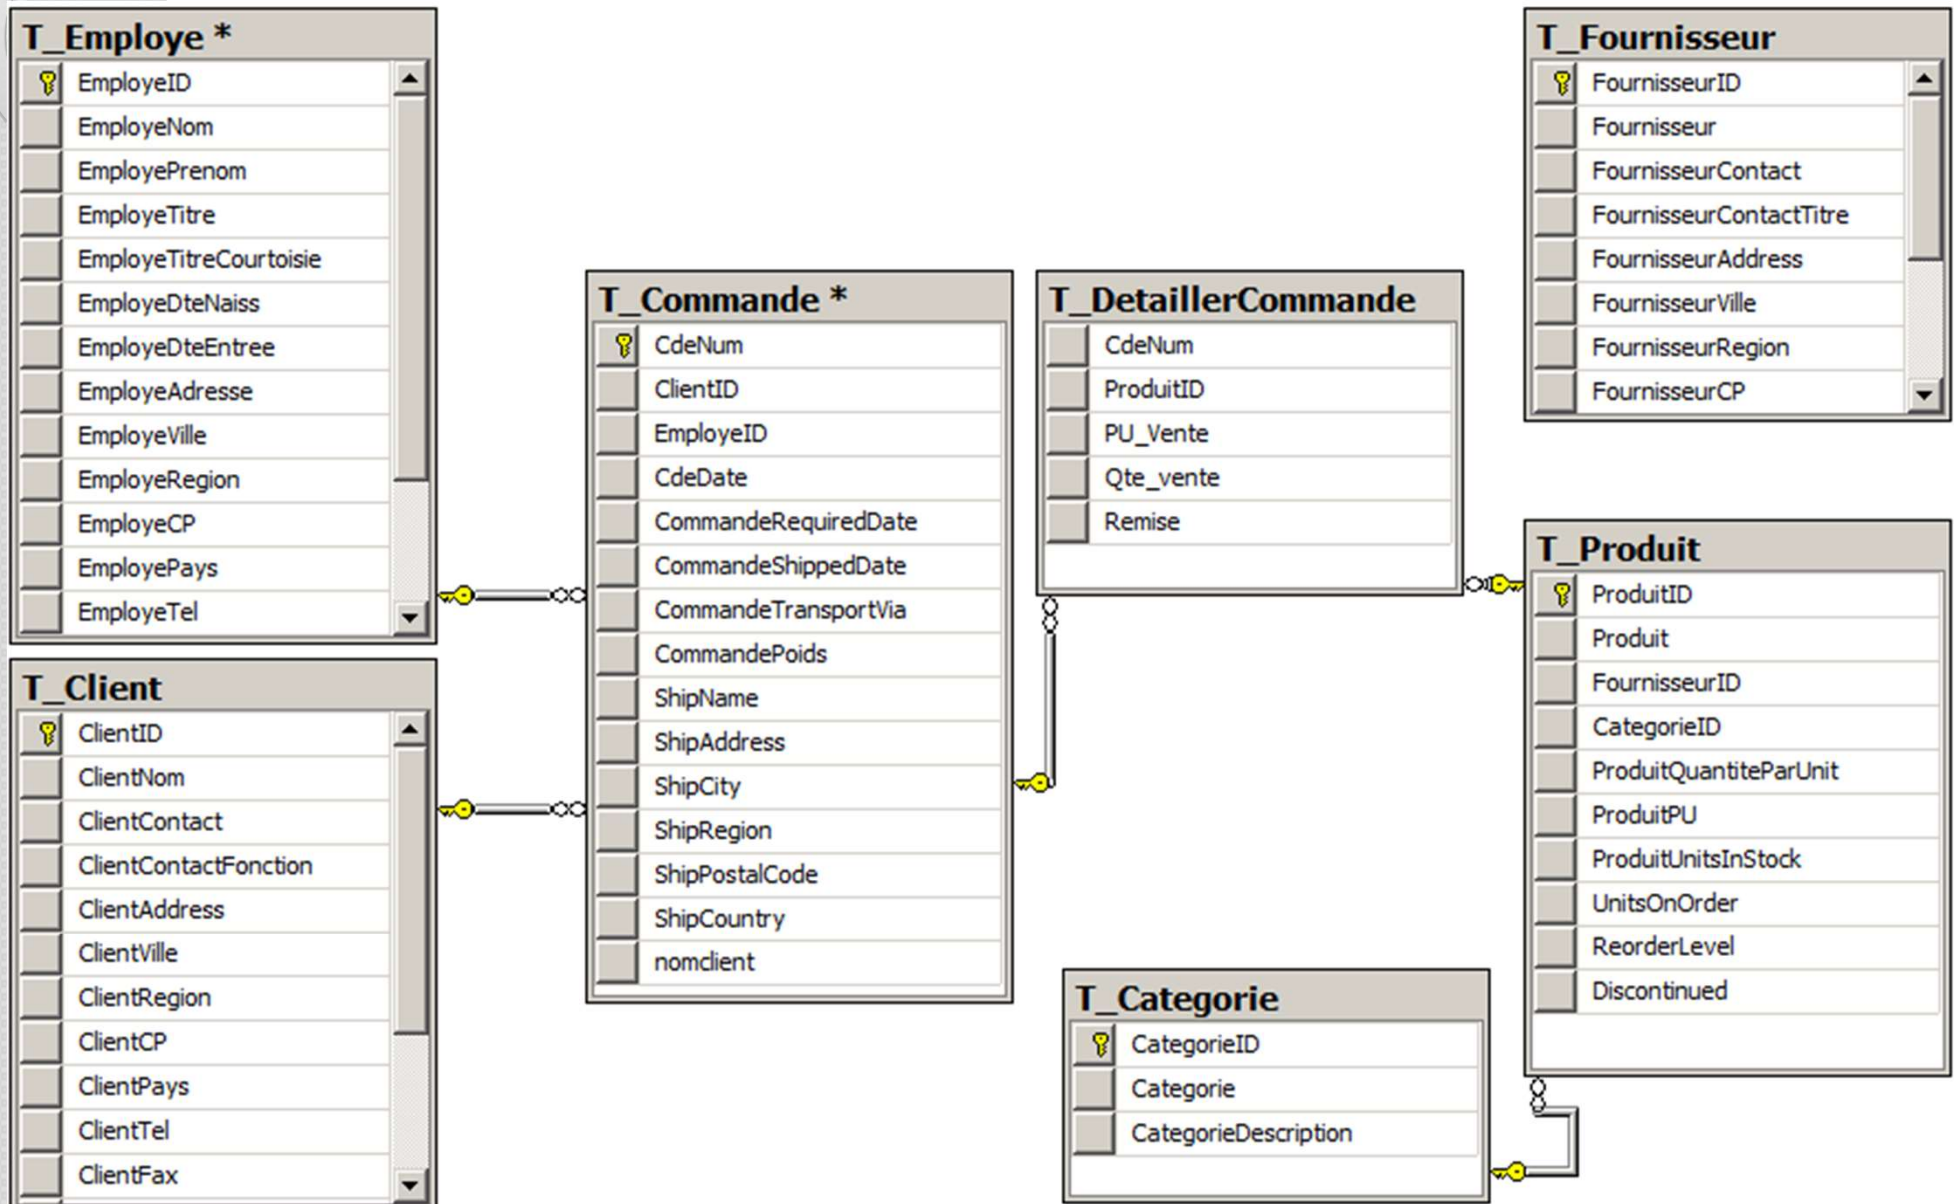 T_Employe *
EmployeID
EmployeNom
EmployePrenom
EmployeTitre
EmployeTitreCourtoisie
EmployeDteNaiss
EmployeDteEntree
EmployeAdresse
EmployeVille
EmployeRegion
EmployeCP
EmployePays
EmployeTel
T_Client
ClientID
ClientNom
ClientContact
ClientContactFonction
ClientAddress
ClientVille
ClientRegion
ClientCP
ClientPays
ClientTel
ClientFax
T_Commande *
CdeNum
ClientID
EmployeID
CdeDate
CommandeRequiredDate
CommandeShippedDate
CommandeTransportVia
CommandePoids
ShipName
ShipAddress
ShipCity
ShipRegion
ShipPostalCode
ShipCountry
nomclient
T_DetaillerCommande
CdeNum
ProduitID
PU_Vente
Qte_vente
Remise
T_Categorie
CategorieID
Categorie
CategorieDescription
T_Fournisseur
FournisseurID
Fournisseur
FournisseurContact
FournisseurContactTitre
FournisseurAddress
FournisseurVille
FournisseurRegion
FournisseurCP
T_Produit
ProduitID
Produit
FournisseurID
CategorieID
ProduitQuantiteParUnit
ProduitPU
ProduitUnitsInStock
UnitsOnOrder
ReorderLevel
Discontinued